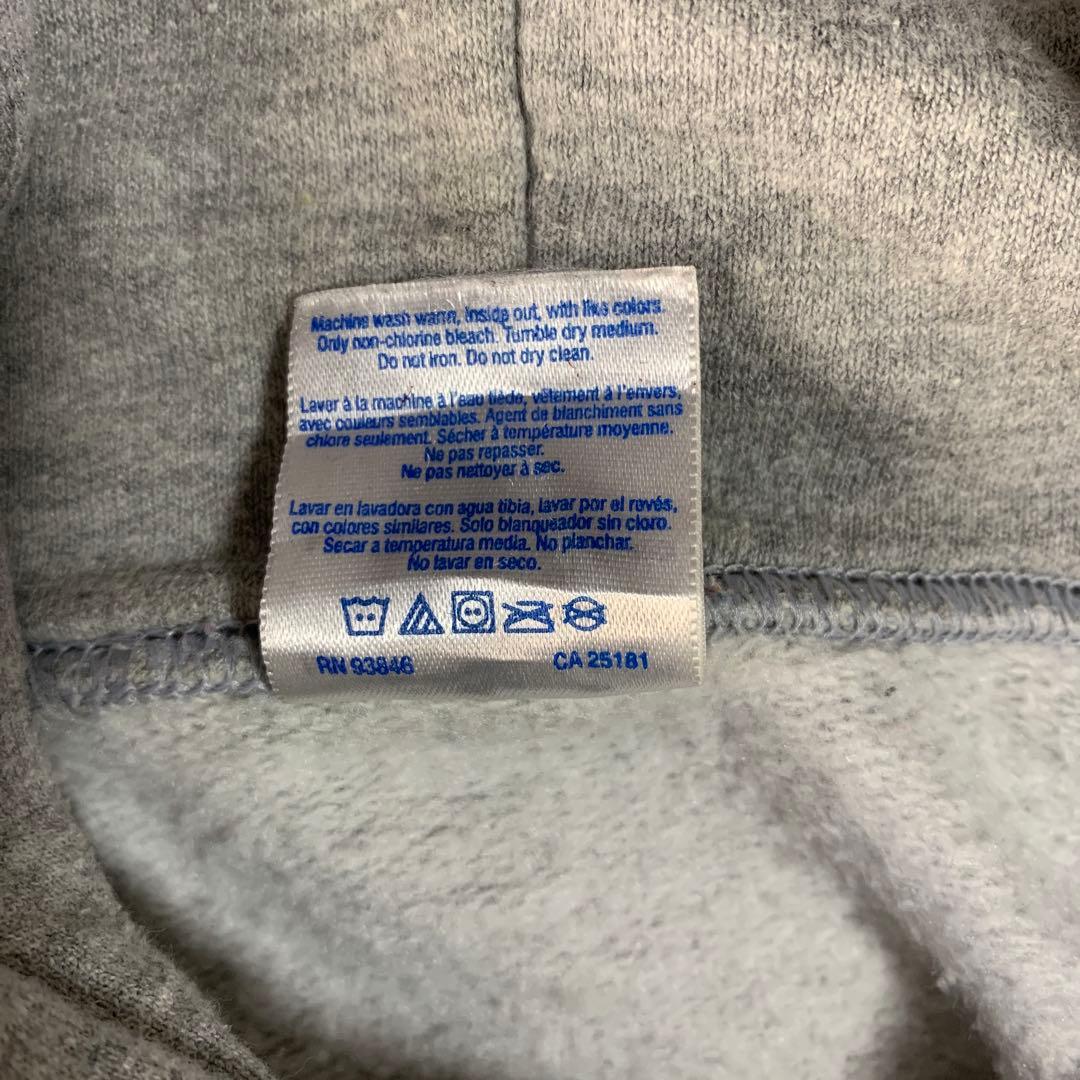 Machine wash warm, inside out, with like colors.
Only non-chlorine bleach. Tumble dry medium.
Do not iron. Do not dry clean.
Laver à la machine à l'eau tiède, vêtement à l'envers,
avec couleurs semblables. Agent de blanchiment sans
chlore seulement. Sécher à température moyenne.
Ne pas repasser.
Ne pas nettoyer à sec.
Lavar en lavadora con agua tibia, lavar por el revés,
con colores similares. Solo blanqueador sin cloro.
Secar a temperatura media. No planchar.
No lavar en seco.
RN 93846 CA 25181